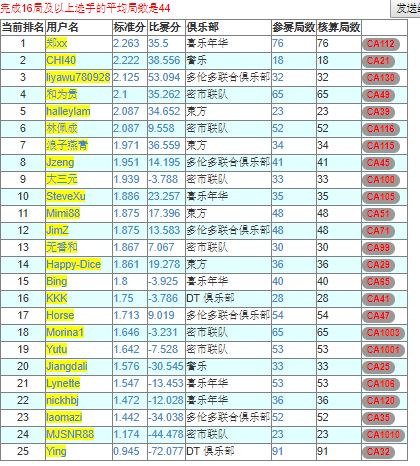 完成16局及以上选手的平均局数是44
发送
当前排名 用户名 标准分 比赛分 俱乐部 参赛局数 核算局数
1 郑xx 2.263 35.5 喜乐年华 76 76 CA112
2 CHI40 2.222 38.556 警乐 18 18 CA21
3 liyawu780928 2.125 53.094 多伦多联合俱乐部 32 32 CA130
4 和为贵 2.1 35.262 密市联队 65 65 CA49
5 halleylam 2.087 34.652 東方 23 23 CA39
6 林佩成 2.087 9.558 密市联队 52 52 CA116
7 浪子燕青 1.971 36.559 東方 34 34 CA115
8 Jzeng 1.951 14.195 多伦多联合俱乐部 41 41 CA45
9 大三元 1.939 -3.788 密市联队 33 33 CA100
10 SteveXu 1.886 23.257 喜乐年华 35 35 CA105
11 Mimi88 1.875 17.396 東方 48 48 CA51
12 JimZ 1.875 13.583 多伦多联合俱乐部 48 48 CA71
13 无誉和 1.867 7.067 密市联队 30 30 CA99
14 Happy-Dice 1.861 19.278 東方 36 36 CA29
15 Bing 1.8 -3.925 喜乐年华 40 40 CA65
16 KKK 1.75 -3.786 DT 俱乐部 28 28 CA41
17 Horse 1.713 9.019 多伦多联合俱乐部 54 54 CA47
18 Morina1 1.646 -3.231 密市联队 65 65 CA1003
19 Yutu 1.642 -7.528 密市联队 53 53 CA1001
20 Jiangdali 1.576 -30.545 警乐 33 33 CA25
21 Lynette 1.547 -13.453 喜乐年华 53 53 CA106
22 nickhbj 1.472 -12.028 喜乐年华 36 36 CA120
23 laomazi 1.442 -34.038 多伦多联合俱乐部 52 52 CA35
24 MJSNR88 1.174 -44.478 密市联队 23 23 CA1010
25 Ying 0.945 -72.077 DT 俱乐部 91 91 CA32